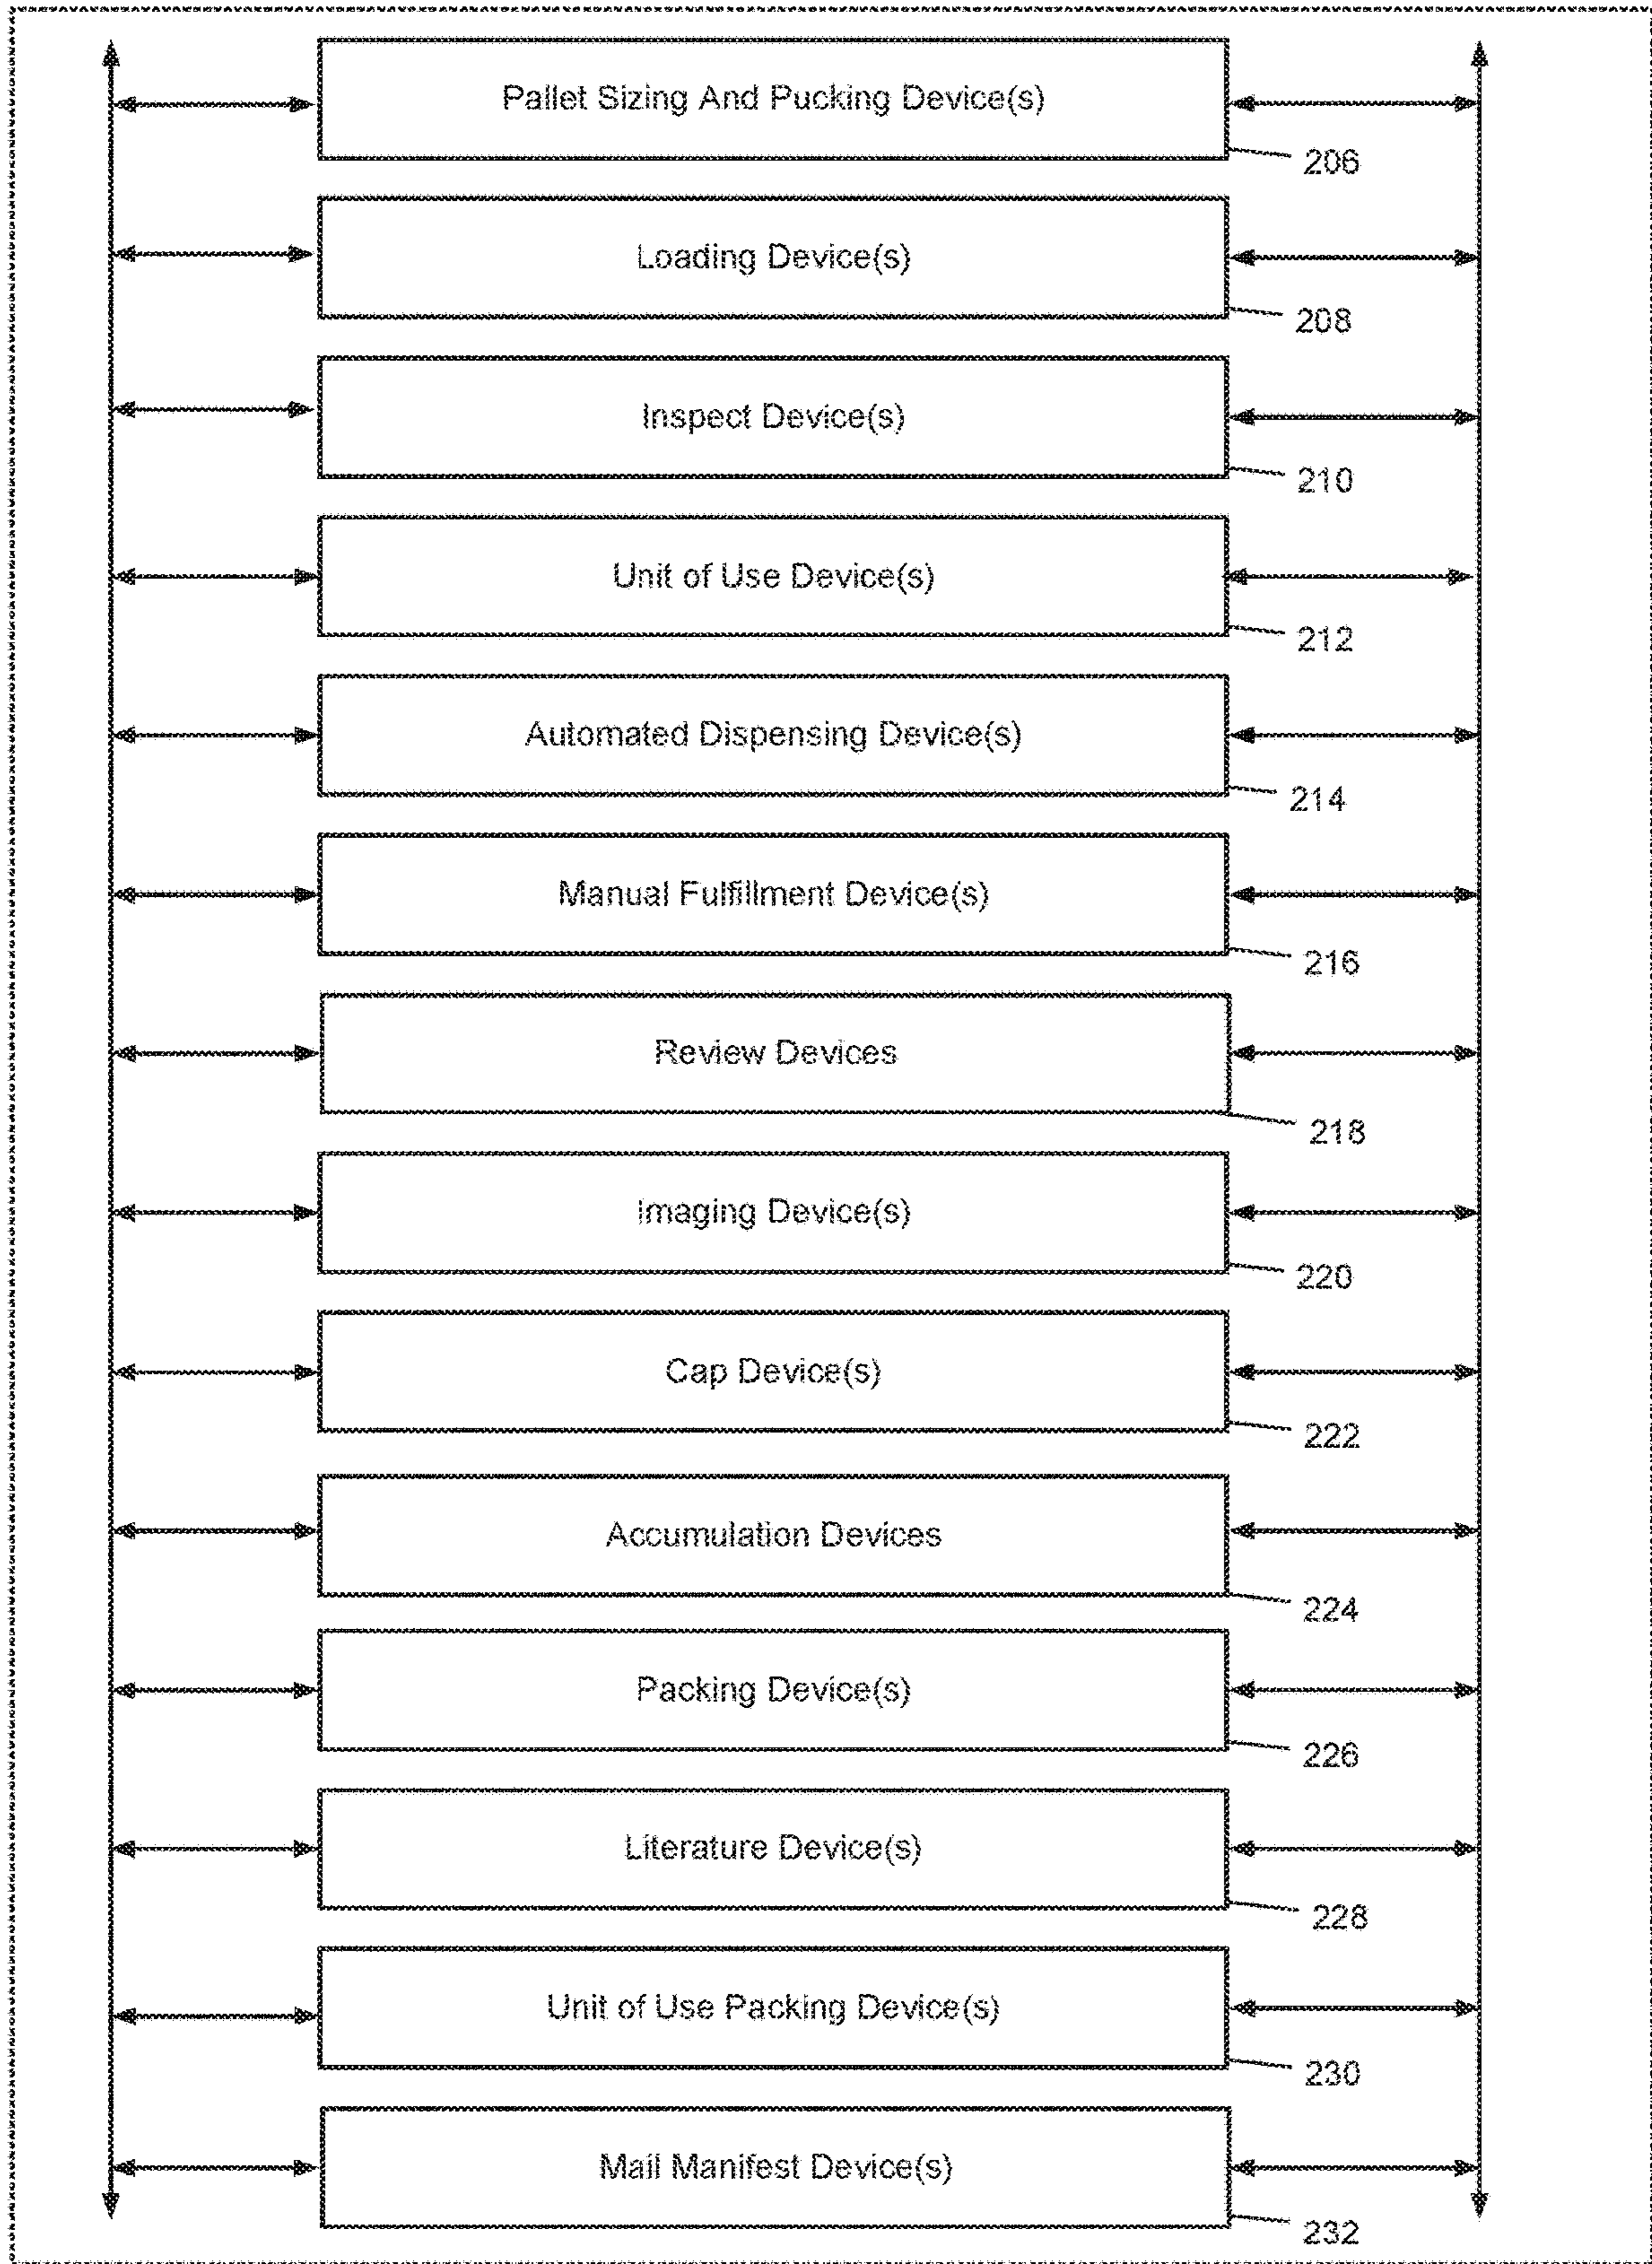 Pallet Sizing And Pucking Device(s)
206
Loading Device(s)
208
Inspect Device(s)
210
Unit of Use Device(s)
212
Automated Dispensing Device(s)
214
Manual Fulfillment Device(s)
216
Review Devices
218
Imaging Device(s)
220
Cap Device(s)
222
Accumulation Devices
224
Packing Device(s)
226
Literature Device(s)
228
Unit of Use Packing Device(s)
230
Mail Manifest Device(s)
232